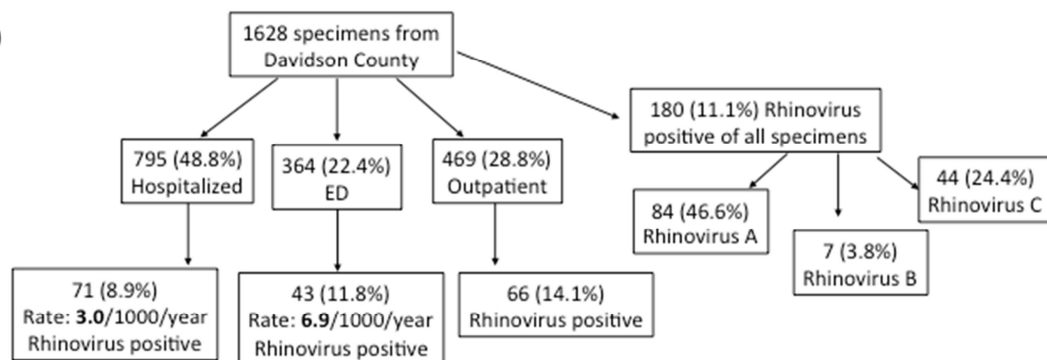 )
1628 specimens from
Davidson County
795 (48.8%)
Hospitalized
364 (22.4%)
ED
469 (28.8%)
Outpatient
180 (11.1%) Rhinovirus
positive of all specimens
84 (46.6%)
Rhinovirus A
7 (3.8%)
Rhinovirus B
44 (24.4%)
Rhinovirus C
71 (8.9%)
Rate: 3.0/1000/year
Rhinovirus positive
43 (11.8%)
Rate: 6.9/1000/year
Rhinovirus positive
66 (14.1%)
Rhinovirus positive